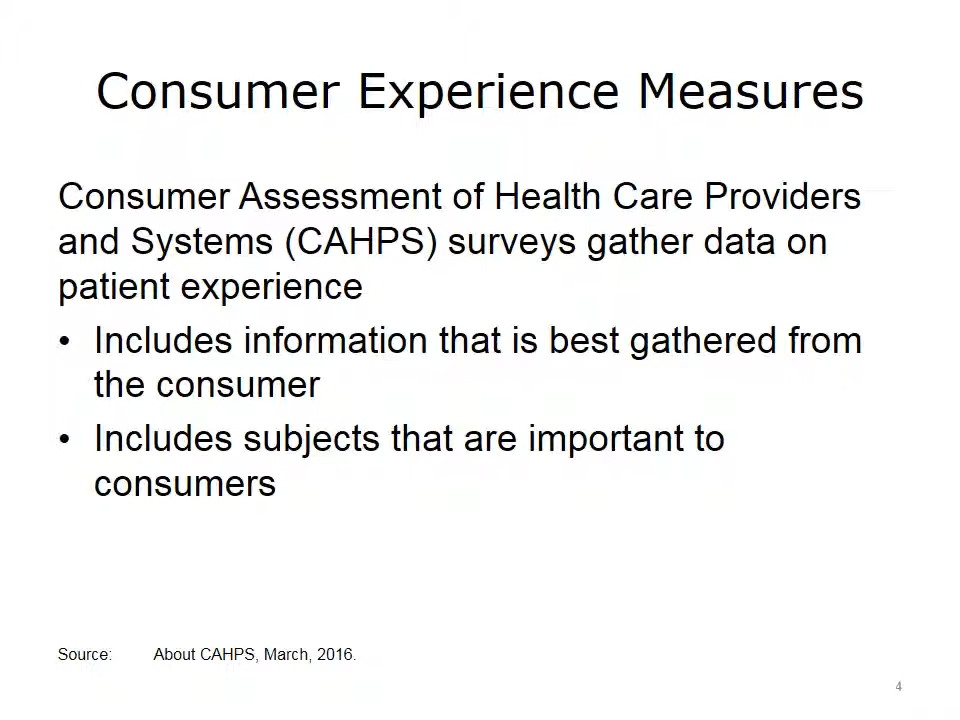 Consumer Experience Measures
Consumer Assessment of Health Care Providers
and Systems (CAHPS) surveys gather data on
patient experience
• Includes information that is best gathered from
the consumer
• Includes subjects that are important to
consumers
Source: About CAHPS, March, 2016.
4